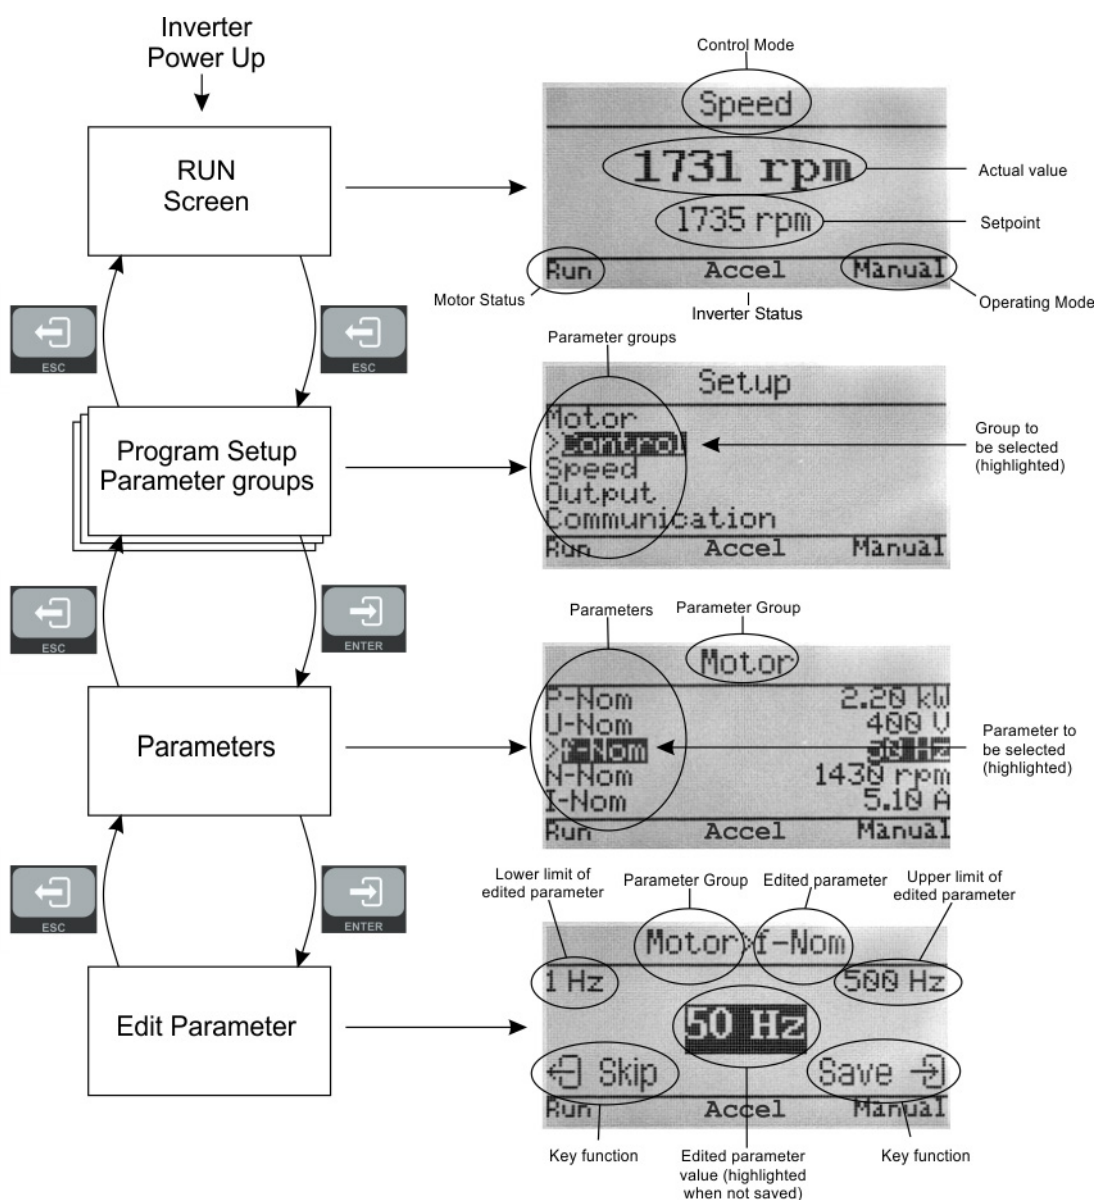 Inverter
Power Up
RUN
Screen
ESC
ESC
Program Setup
Parameter groups
ESC
ENTER
Parameters
ESC
ENTER
Edit Parameter
Control Mode
Speed
1731 rpm
Actual value
1735 rpm
Setpoint
Run
Accel
Manual
Motor Status
Inverter Status
Operating Mode
Parameter groups
Setup
Motor
>Control
Speed
Output
Communication
Run
Accel
Manual
Group to
be selected
(highlighted)
Parameters
Parameter Group
Motor
P-Nom 2.20 kW
U-Nom 400 V
>f-Nom 50 Hz
N-Nom 1430 rpm
I-Nom 5.10 A
Run
Accel
Manual
Parameter to
be selected
(highlighted)
Lower limit of
edited parameter
Parameter Group
Edited parameter
Upper limit of
edited parameter
Motor>f-Nom
1 Hz
500 Hz
50 Hz
Skip
Save
Run
Accel
Manual
Key function
Edited parameter
value (highlighted
when not saved)
Key function